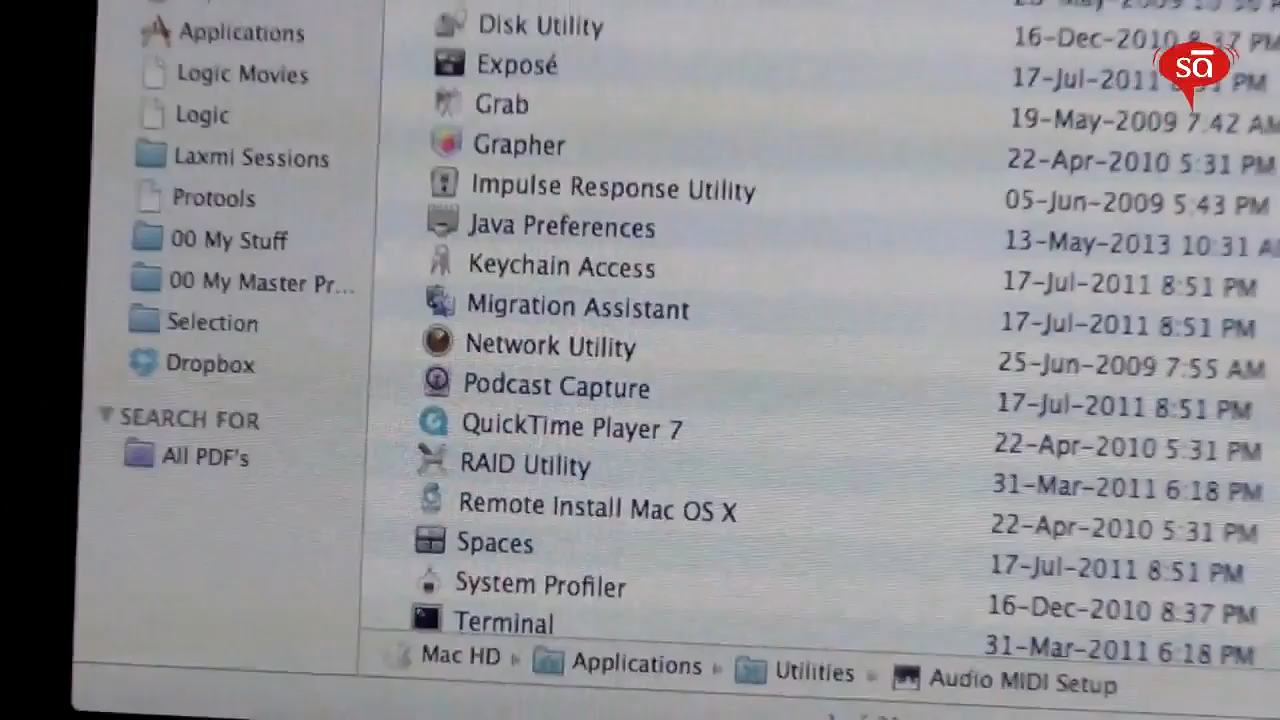 Applications
Logic Movies
Logic
Laxmi Sessions
Protools
00 My Stuff
00 My Master Pr...
Selection
Dropbox
SEARCH FOR
All PDF's
Disk Utility 16-Dec-2010 8:37 PM
Exposé 17-Jul-2011 8:51 PM
Grab 19-May-2009 7:42 AM
Grapher 22-Apr-2010 5:31 PM
Impulse Response Utility 05-Jun-2009 5:43 PM
Java Preferences 13-May-2013 10:31 A
Keychain Access 17-Jul-2011 8:51 PM
Migration Assistant 17-Jul-2011 8:51 PM
Network Utility 25-Jun-2009 7:55 AM
Podcast Capture 17-Jul-2011 8:51 PM
QuickTime Player 7 22-Apr-2010 5:31 PM
RAID Utility 31-Mar-2011 6:18 PM
Remote Install Mac OS X 22-Apr-2010 5:31 PM
Spaces 17-Jul-2011 8:51 PM
System Profiler 16-Dec-2010 8:37 PM
Terminal 31-Mar-2011 6:18 PM
Mac HD Applications Utilities Audio MIDI Setup
sā